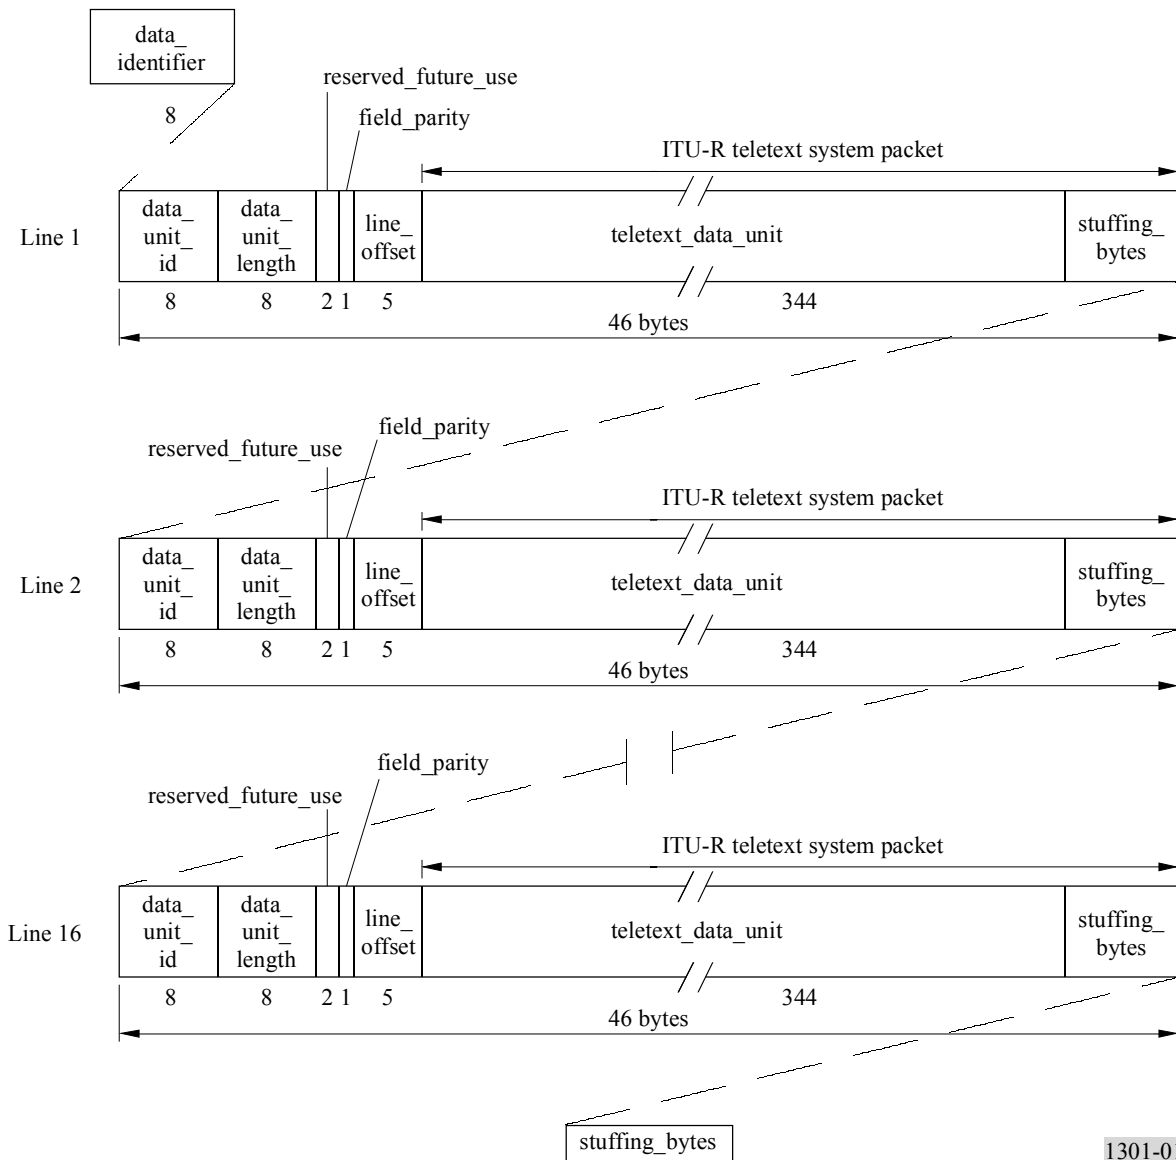 data_
identifier
8
reserved_future_use
field_parity
ITU-R teletext system packet
Line 1
data_
unit_
id
data_
unit_
length
line_
offset
teletext_data_unit
stuffing_
bytes
8 8 2 1 5 344
46 bytes
field_parity
reserved_future_use
ITU-R teletext system packet
Line 2
data_
unit_
id
data_
unit_
length
line_
offset
teletext_data_unit
stuffing_
bytes
8 8 2 1 5 344
46 bytes
field_parity
reserved_future_use
ITU-R teletext system packet
Line 16
data_
unit_
id
data_
unit_
length
line_
offset
teletext_data_unit
stuffing_
bytes
8 8 2 1 5 344
46 bytes
stuffing_bytes
1301-01